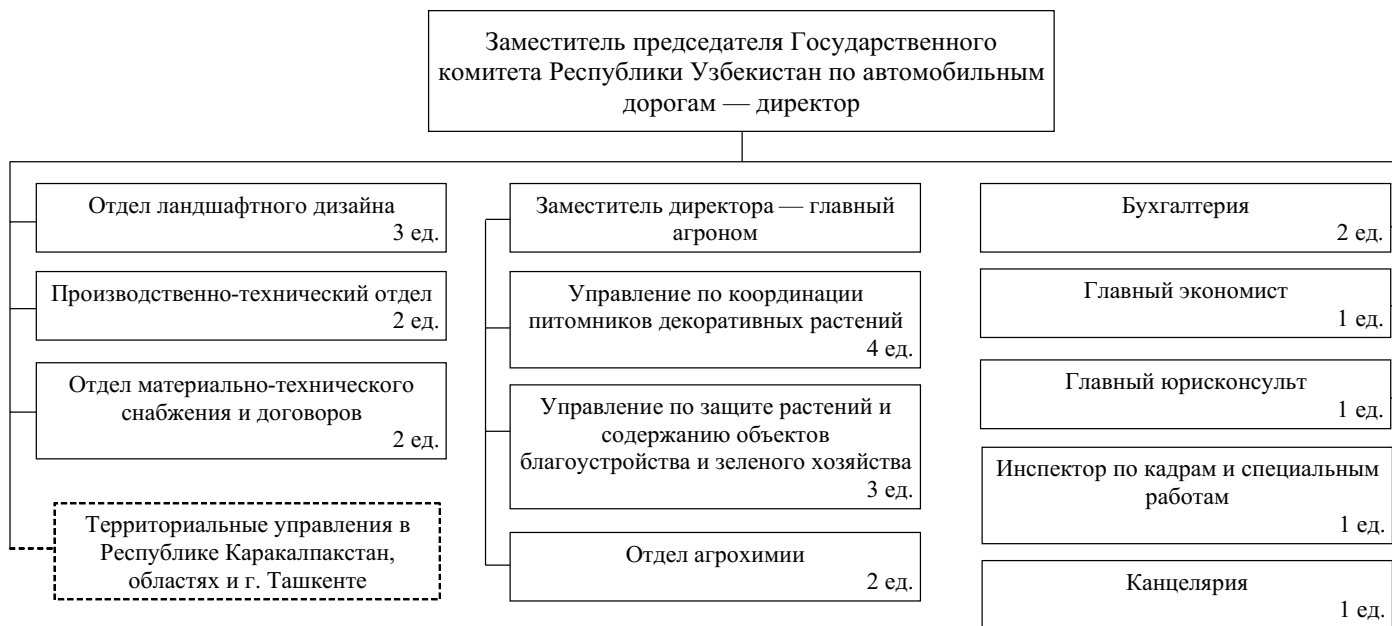 Заместитель председателя Государственного
комитета Республики Узбекистан по автомобильным
дорогам — директор
Отдел ландшафтного дизайна
3 ед.
Производственно-технический отдел
2 ед.
Отдел материально-технического
снабжения и договоров
2 ед.
Территориальные управления в
Республике Каракалпакстан,
областях и г. Ташкенте
Заместитель директора — главный
агроном
Управление по координации
питомников декоративных растений
4 ед.
Управление по защите растений и
содержанию объектов
благоустройства и зеленого хозяйства
3 ед.
Отдел агрохимии
2 ед.
Бухгалтерия
2 ед.
Главный экономист
1 ед.
Главный юрисконсульт
1 ед.
Инспектор по кадрам и специальным
работам
1 ед.
Канцелярия
1 ед.